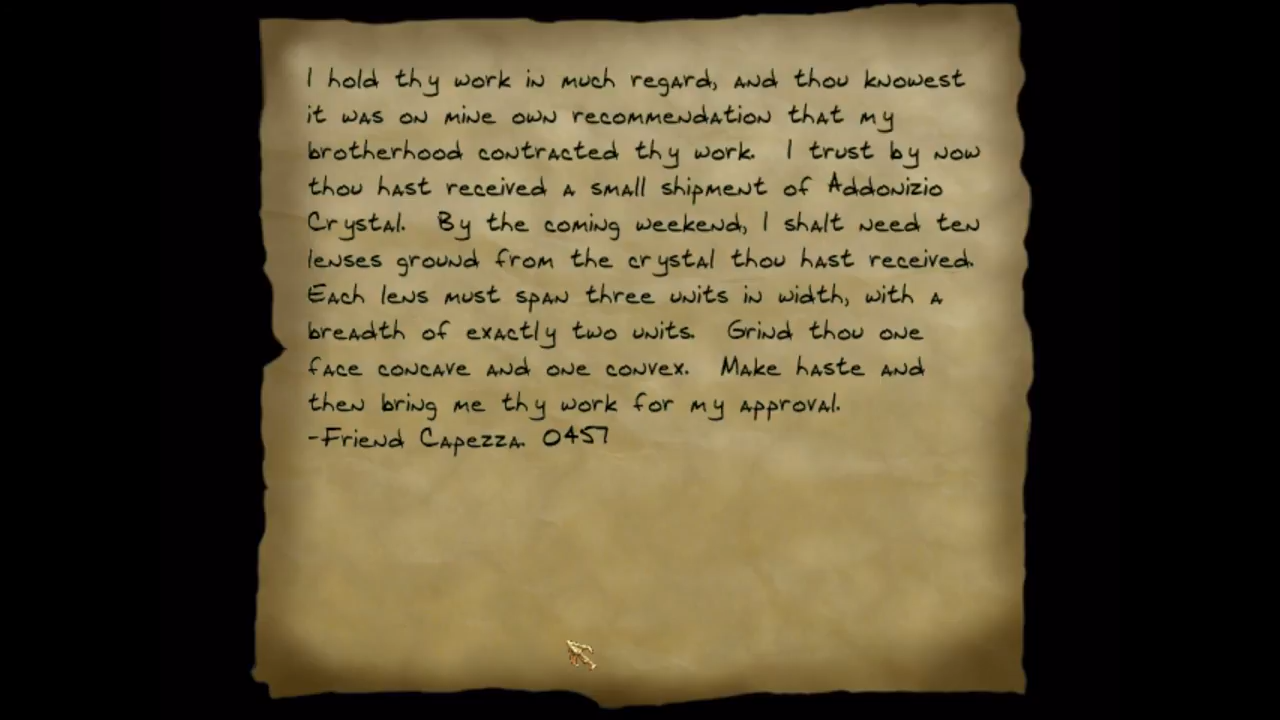 I hold thy work in much regard, and thou knowest
it was on mine own recommendation that my
brotherhood contracted thy work.  I trust by now
thou hast received a small shipment of Addonizio
Crystal.  By the coming weekend, I shalt need ten
lenses ground from the crystal thou hast received.
Each lens must span three units in width, with a
breadth of exactly two units.  Grind thou one
face concave and one convex.  Make haste and
then bring me thy work for my approval.
-Friend Capezza. 0457